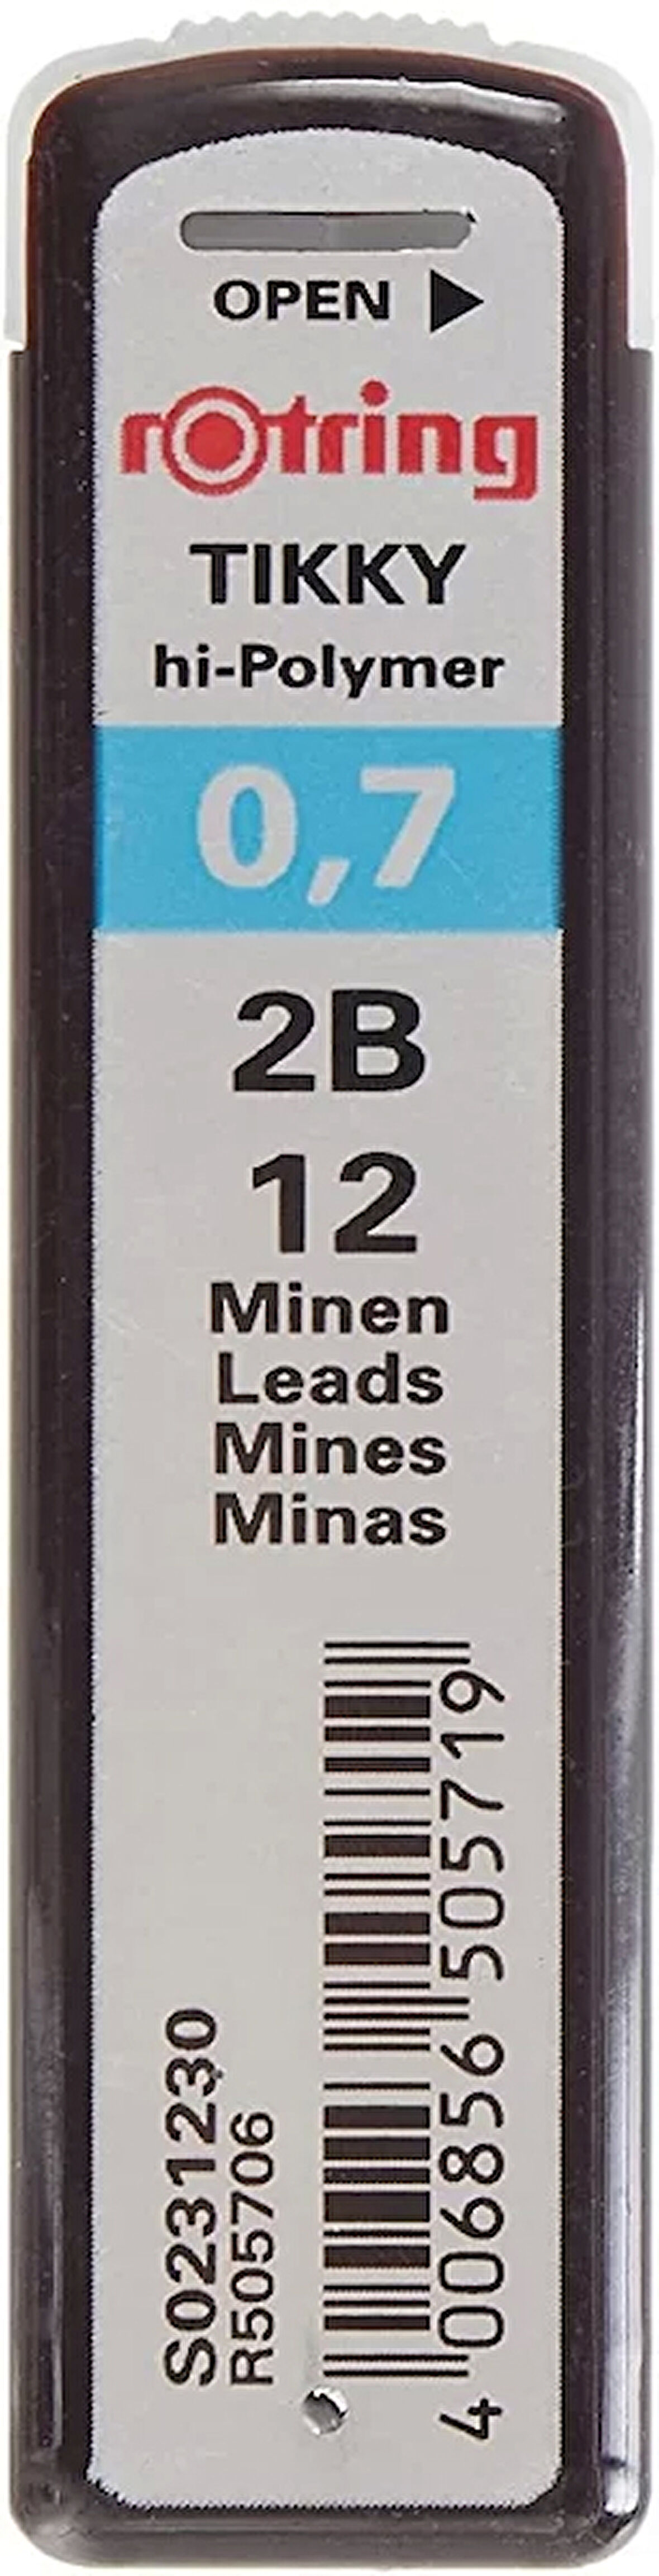 OPEN
rotring
TIKKY
hi-Polymer
0,7
2B
12
Minen
Leads
Mines
Minas
S0231230
R505706
4 006856 505719